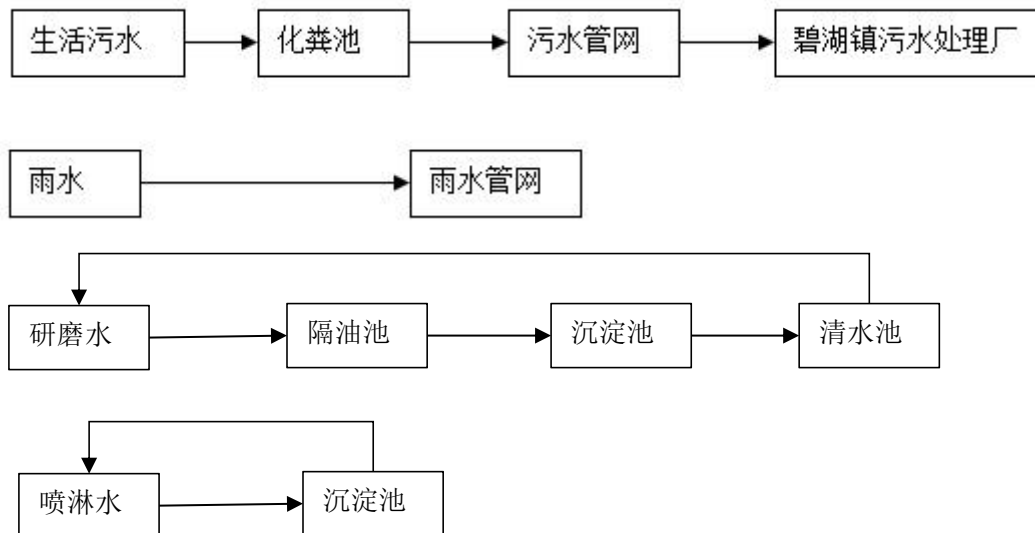 生活污水 化粪池 污水管网 碧湖镇污水处理厂
雨水 雨水管网
研磨水 隔油池 沉淀池 清水池
喷淋水 沉淀池